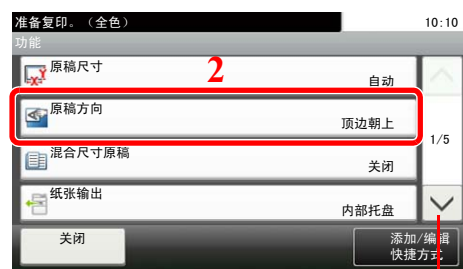 准备复印。（全色）
10:10
功能
原稿尺寸
2
自动
原稿方向
顶边朝上
1/5
混合尺寸原稿
关闭
纸张输出
内部托盘
关闭
添加/编辑
快捷方式